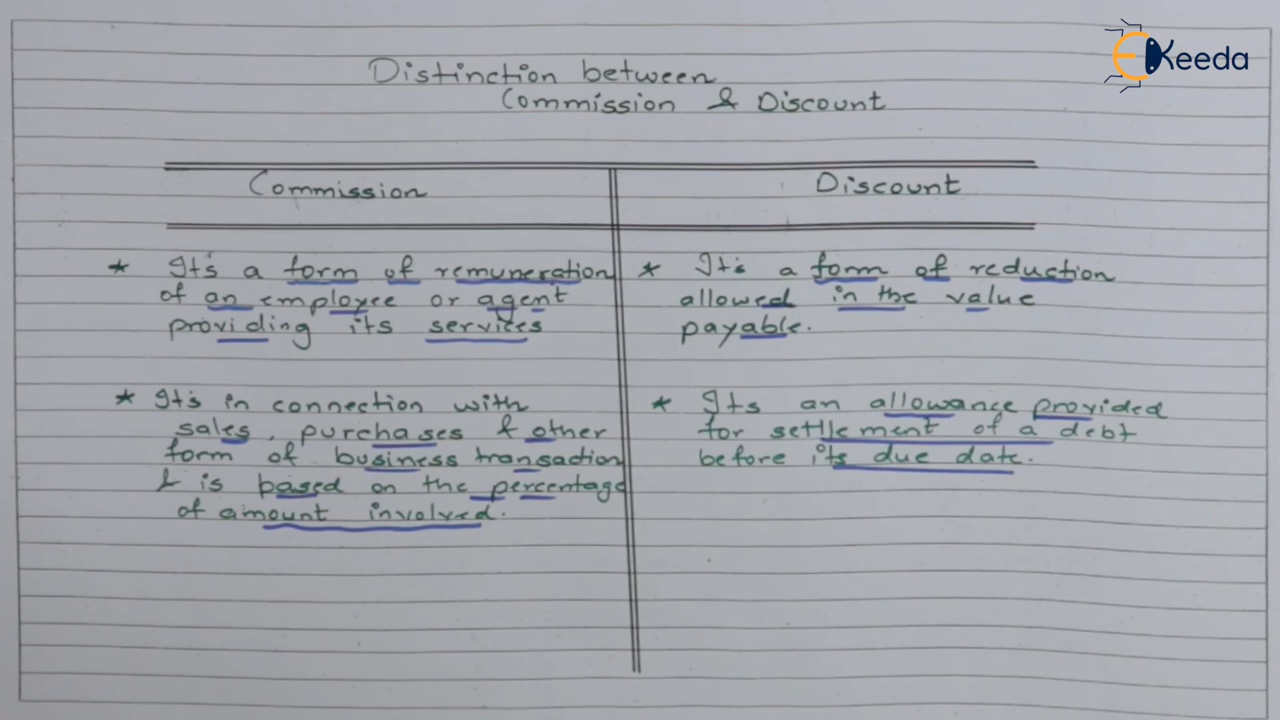 EKeeda
Distinction between
Commission & Discount
Commission
Discount
* It's a form of remuneration
of an employee or agent
providing its services
* It's in connection with
sales, purchases & other
form of business transaction
& is based on the percentage
of amount involved.
* It's a form of reduction
allowed in the value
payable.
* Its an allowance provided
for settlement of a debt
before its due date.